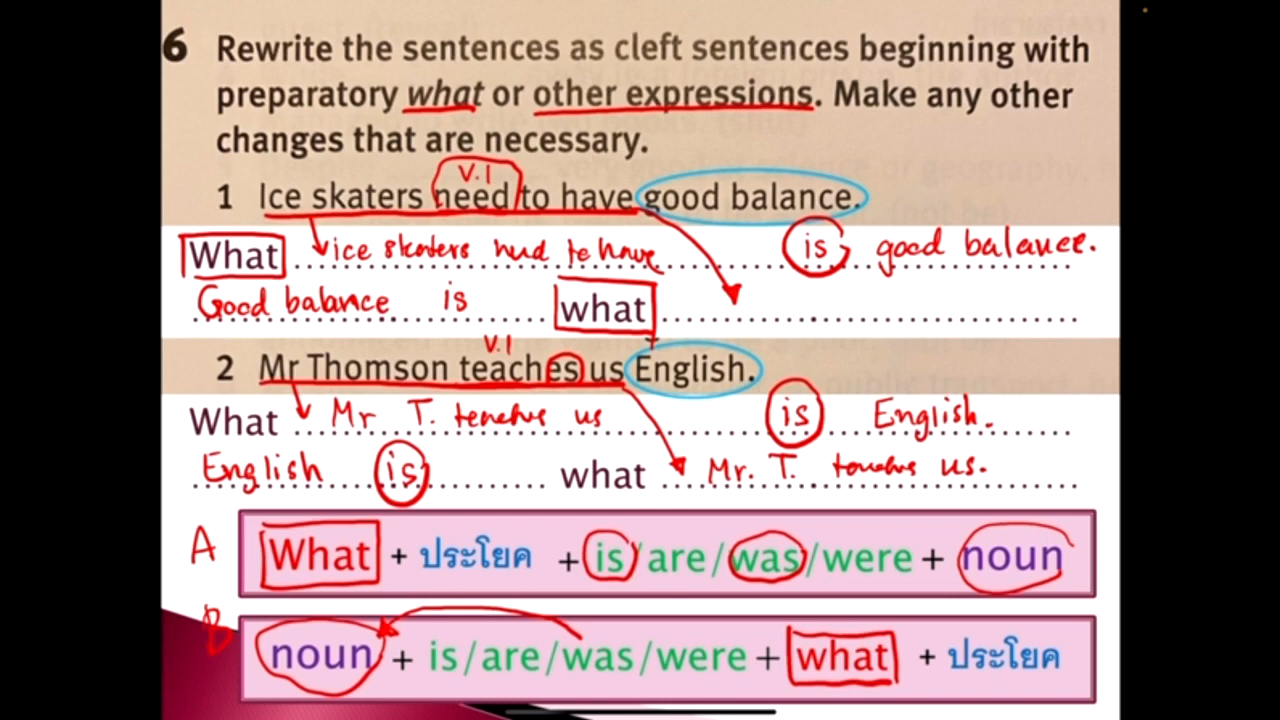 6 Rewrite the sentences as cleft sentences beginning with
preparatory what or other expressions. Make any other
changes that are necessary.
V.1
1 Ice skaters need to have good balance.
What ice skaters need to have is good balance.
Good balance is what
V.1
2 Mr Thomson teaches us English.
What Mr T. teaches us is English.
English is what Mr. T. teaches us.
A What + ประโยค + is/are/was/were + noun
B noun + is/are/was/were + what + ประโยค